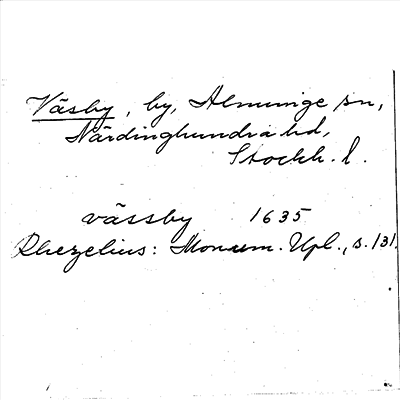 Väsby, by, Almunge sn,
Närdinghundra hd,
Stockh. l.
vässby 1635
Rhezelius: Monum. Upl., s. 131.